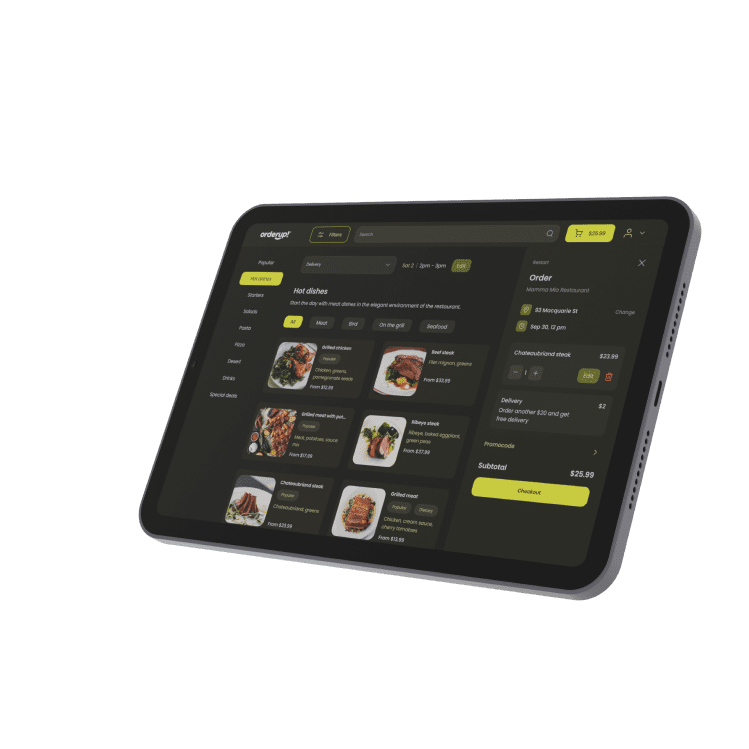 orderup!
Filters
Search
$25.99
Popular
Hot dishes
Starters
Salads
Pasta
Pizza
Desert
Drinks
Special deals
Delivery
Sat 2 | 2pm - 3pm
Edit
Hot dishes
Start the day with meat dishes in the elegant environment of the restaurant.
All
Meat
Bird
On the grill
Seafood
Grilled chicken
Popular
Chicken, greens,
pomegranate seeds
From $12.99
Beef steak
filet mignon, greens
From $33.99
Grilled meat with pot...
Popular
Meat, potatoes, sauce
mix
From $17.99
Ribeye steak
Ribeye, baked eggplant,
green peas
From $37.99
Chateaubriand steak
Popular
Chateaubriand, greens
From $23.99
Grilled meat
Popular
Chicken, cream sauce,
cherry tomatoes
From $13.99
Restart
Order
Mamma Mia Restaurant
93 Macquarie St
Change
Sep 30, 12 pm
Chateaubriand steak
$23.99
1
Edit
Delivery
$2
Order another $20 and get
free delivery
Promocode
Subtotal
$25.99
Checkout